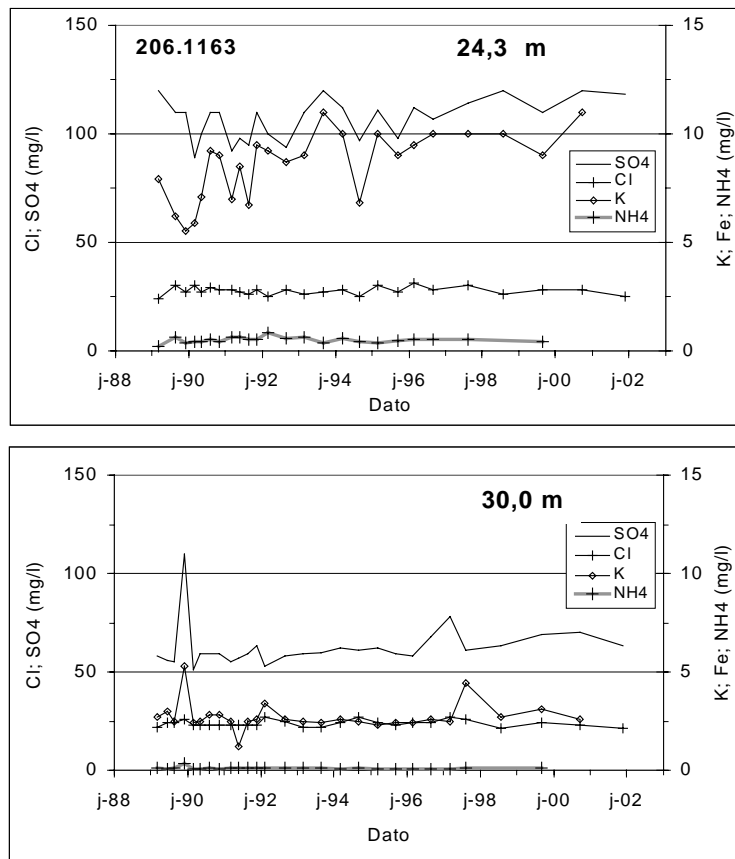 206.1163
24,3 m
150
100
50
0
Cl; SO4 (mg/l)
15
10
5
0
K; Fe; NH4 (mg/l)
SO4
Cl
K
NH4
j-88 j-90 j-92 j-94 j-96 j-98 j-00 j-02
Dato
30,0 m
150
100
50
0
Cl; SO4 (mg/l)
15
10
5
0
K; Fe; NH4 (mg/l)
SO4
Cl
K
NH4
j-88 j-90 j-92 j-94 j-96 j-98 j-00 j-02
Dato